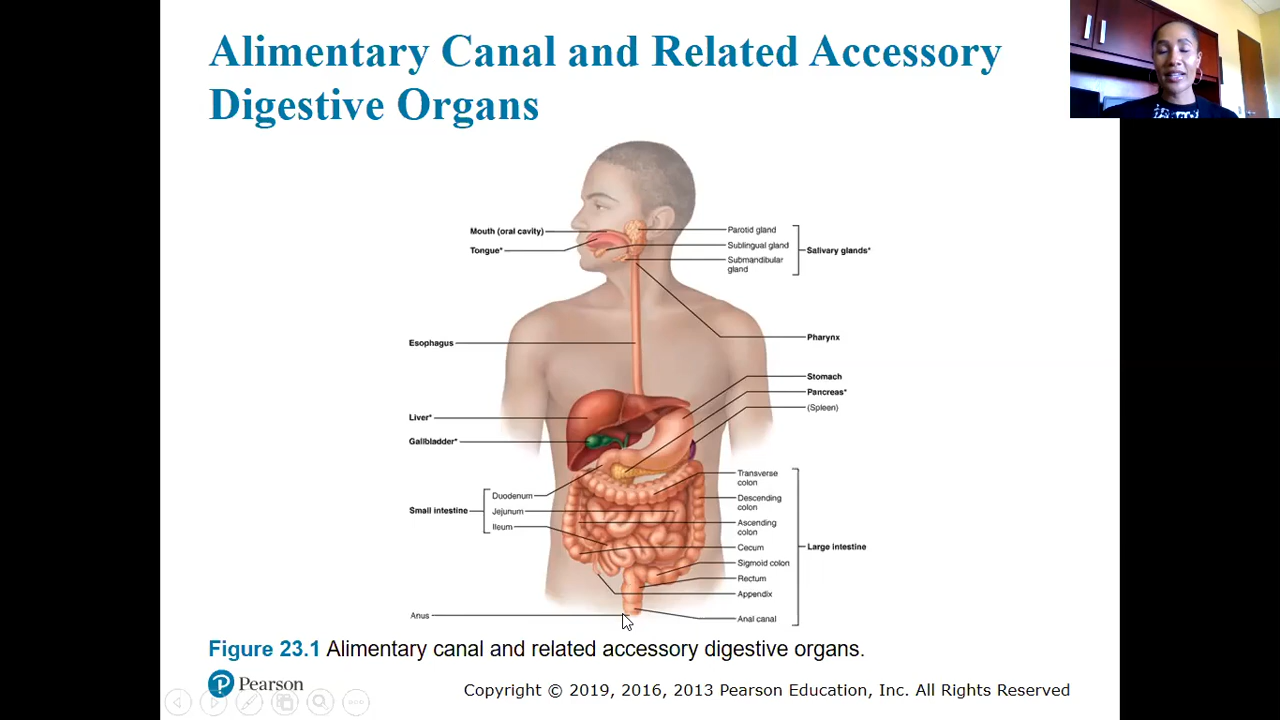 Alimentary Canal and Related Accessory
Digestive Organs
Mouth (oral cavity)
Tongue*
Parotid gland
Sublingual gland
Submandibular
gland
Salivary glands*
Esophagus
Pharynx
Stomach
Pancreas*
(Spleen)
Liver*
Gallbladder*
Small intestine
Duodenum
Jejunum
Ileum
Transverse
colon
Descending
colon
Ascending
colon
Cecum
Sigmoid colon
Rectum
Appendix
Anal canal
Large intestine
Anus
Figure 23.1 Alimentary canal and related accessory digestive organs.
P Pearson
Copyright © 2019, 2016, 2013 Pearson Education, Inc. All Rights Reserved